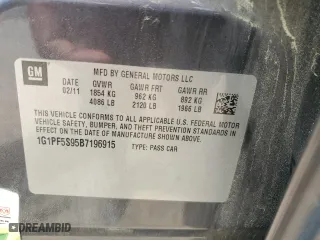 GM
MFD BY GENERAL MOTORS LLC
DATE GVWR GAWR FRT GAWR RR
02/11 1854 KG 962 KG 892 KG
4086 LB 2120 LB 1966 LB
THIS VEHICLE CONFORMS TO ALL APPLICABLE U.S. FEDERAL MOTOR
VEHICLE SAFETY, BUMPER, AND THEFT PREVENTION STANDARDS
IN EFFECT ON THE DATE OF MANUFACTURE SHOWN ABOVE.
1G1PF5S95B7196915 TYPE: PASS CAR
DREAMBID.COM